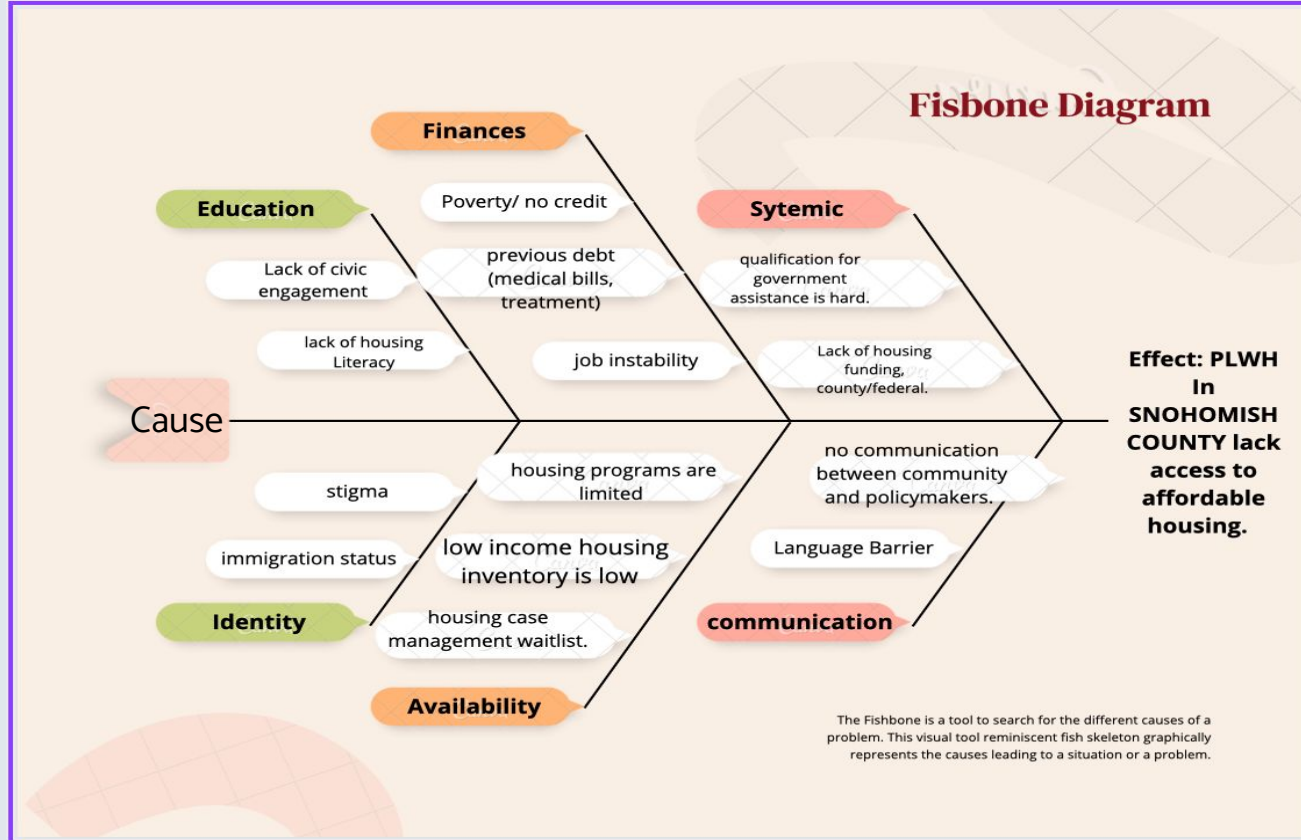 Fisbone Diagram
Finances
Poverty/ no credit
previous debt
(medical bills,
treatment)
job instability
Education
Lack of civic
engagement
lack of housing
Literacy
Sytemic
qualification for
government
assistance is hard.
Lack of housing
funding,
county/federal.
Cause
Effect: PLWH
In
SNOHOMISH
COUNTY lack
access to
affordable
housing.
stigma
immigration status
Identity
housing programs are
limited
low income housing
inventory is low
housing case
management waitlist.
Availability
no communication
between community
and policymakers.
Language Barrier
communication
The Fishbone is a tool to search for the different causes of a
problem. This visual tool reminiscent fish skeleton graphically
represents the causes leading to a situation or a problem.